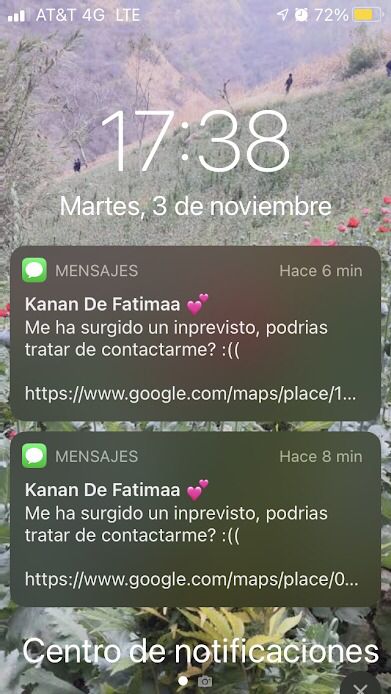 AT&T 4G LTE 72%
17:38
Martes, 3 de noviembre
MENSAJES Hace 6 min
Kanan De Fatimaa 💕
Me ha surgido un inprevisto, podrias
tratar de contactarme? :((
https://www.google.com/maps/place/1...
MENSAJES Hace 8 min
Kanan De Fatimaa 💕
Me ha surgido un inprevisto, podrias
tratar de contactarme? :((
https://www.google.com/maps/place/0...
Centro de notificaciones